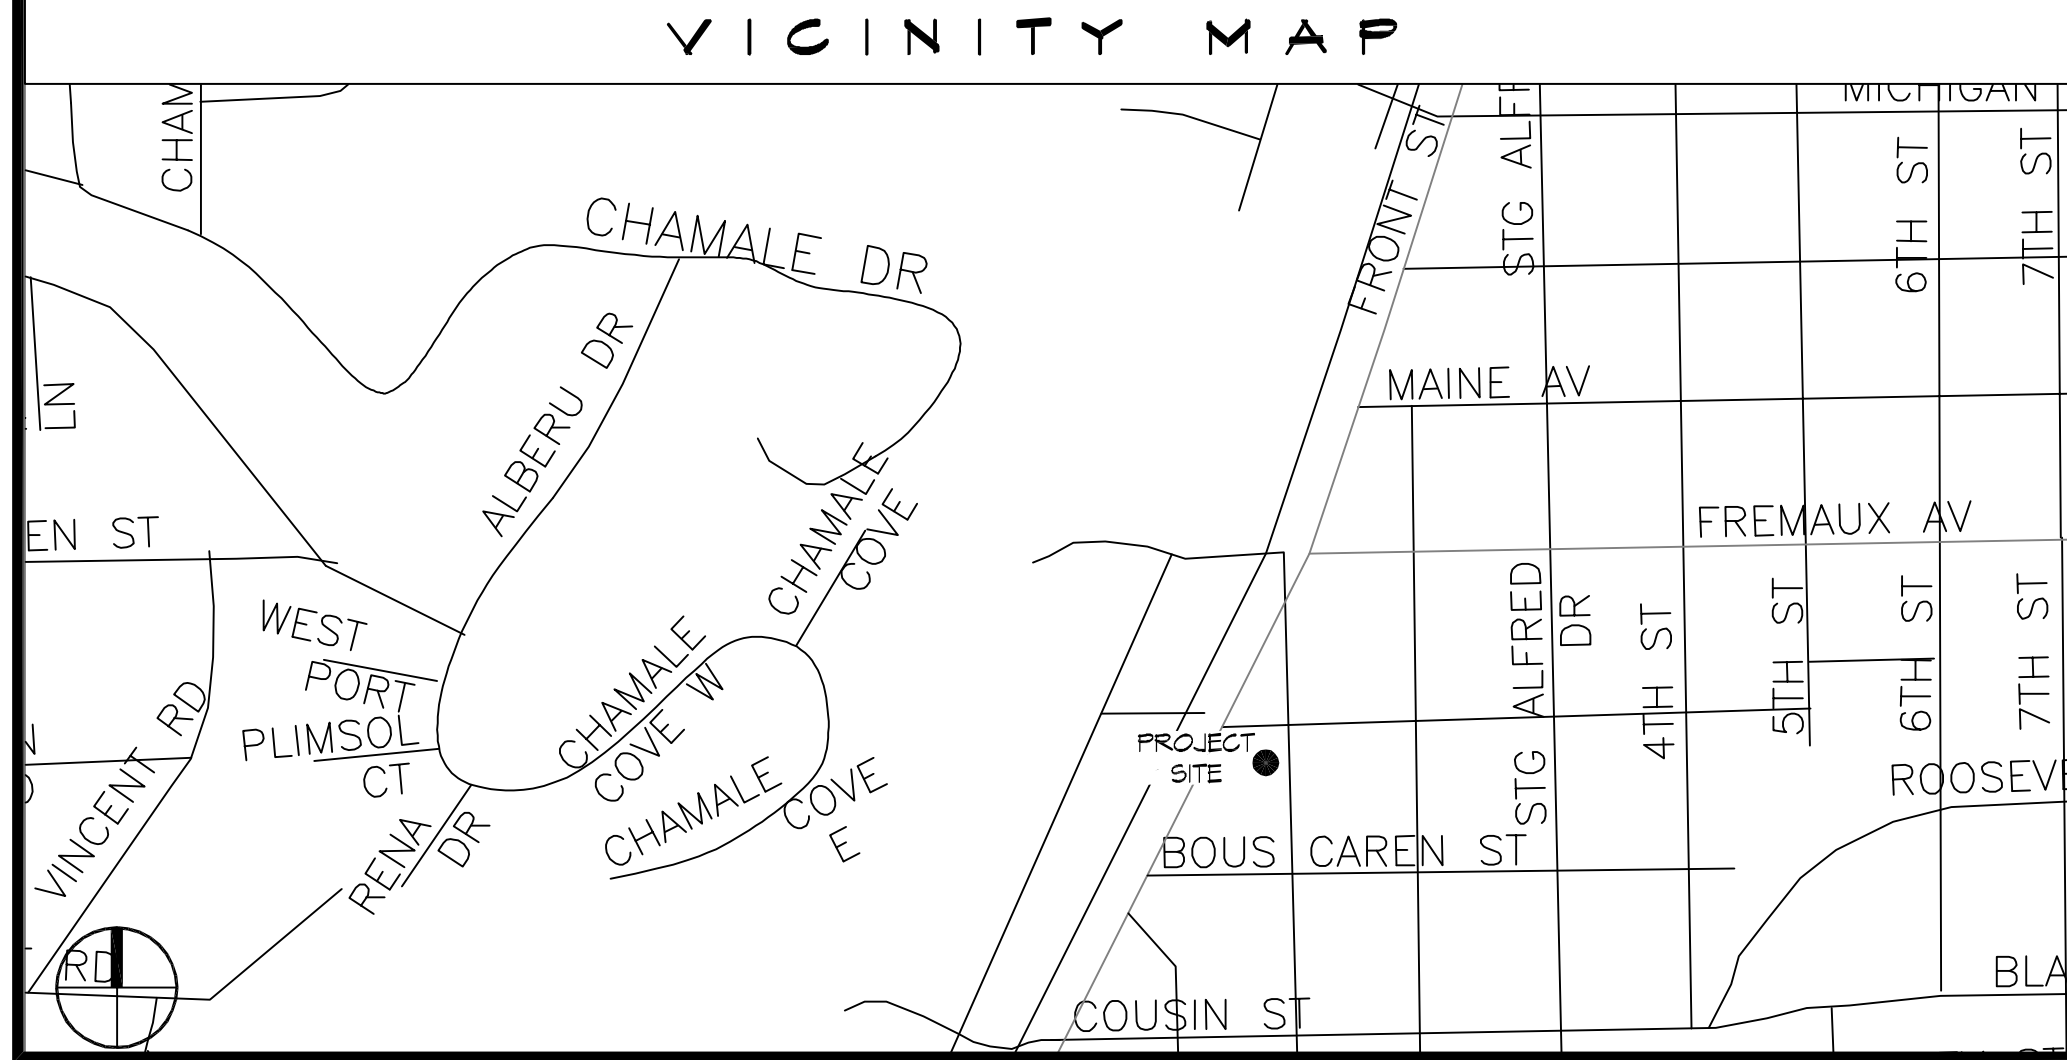 VICINITY MAP
CHAM
MICHIGAN
FRONT ST
STG ALF
6TH ST
7TH ST
CHAMALE DR
ALBERU DR
LN
MAINE AV
EN ST
CHAMALE
COVE
FREMAUX AV
WEST
PORT
PLIMSOL
CT
VINCENT RD
CHAMALE
COVE W
STG ALFRED
DR
4TH ST
5TH ST
6TH ST
7TH ST
PROJECT
SITE
CHAMALE
COVE
E
RENA
DR
ROOSEVE
BOUS CAREN ST
RD
BLA
COUSIN ST